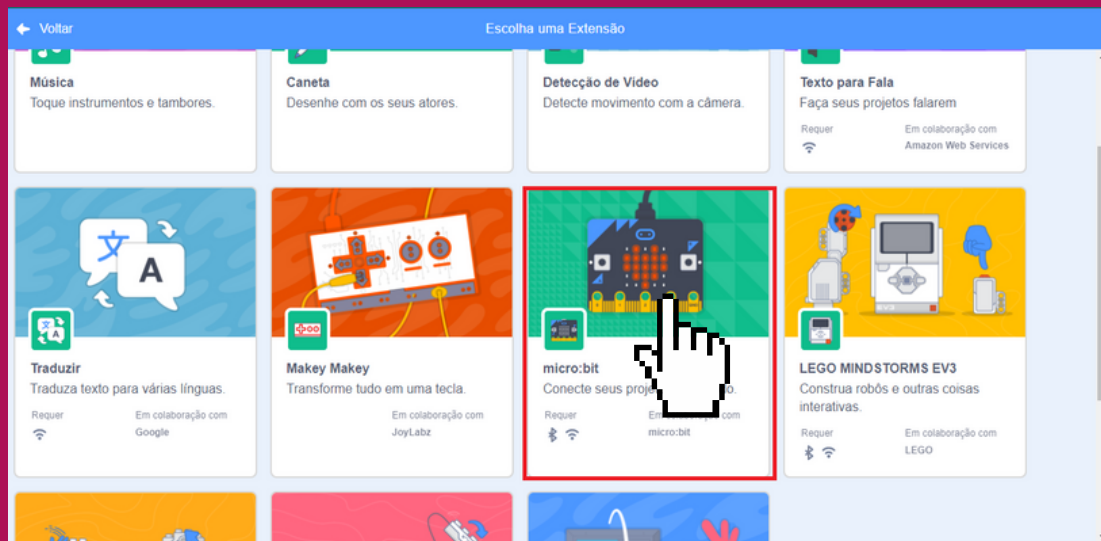 Voltar
Escolha uma Extensão
Música
Toque instrumentos e tambores.
Caneta
Desenhe com os seus atores.
Detecção de Vídeo
Detecte movimento com a câmera.
Texto para Fala
Faça seus projetos falarem
Requer
Em colaboração com
Amazon Web Services
文
A
Traduzir
Traduza texto para várias línguas.
Requer
Em colaboração com
Google
Makey Makey
Transforme tudo em uma tecla.
Em colaboração com
JoyLabz
micro:bit
Conecte seus
Requer
com
micro:bit
LEGO MINDSTORMS EV3
Construa robôs e outras coisas
interativas.
Requer
Em colaboração com
LEGO